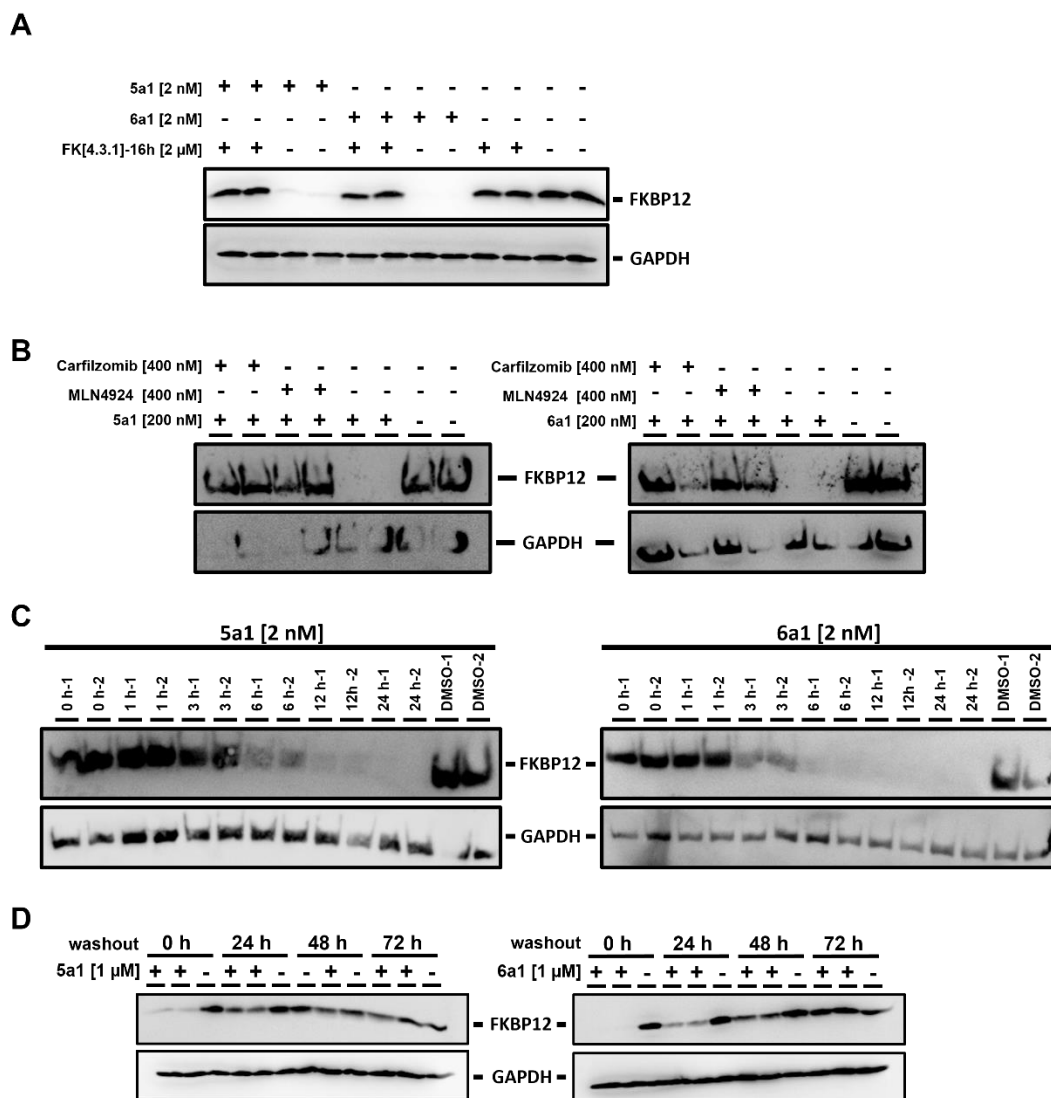 A
5a1 [2 nM] + + + + - - - - - - - -
6a1 [2 nM] - - - - + + + + - - - -
FK[4.3.1]-16h [2 µM] + + - - + + - - + + - -
FKBP12
GAPDH
B
Carfilzomib [400 nM] + + - - - - - -
MLN4924 [400 nM] - - + + - - - -
5a1 [200 nM] + + + + + + - -
Carfilzomib [400 nM] + + - - - - - -
MLN4924 [400 nM] - - + + - - - -
6a1 [200 nM] + + + + + + - -
FKBP12
GAPDH
C
5a1 [2 nM]
0 h-1 0 h-2 1 h-1 1 h-2 3 h-1 3 h-2 6 h-1 6 h-2 12 h-1 12h -2 24 h-1 24 h-2 DMSO-1 DMSO-2
6a1 [2 nM]
0 h-1 0 h-2 1 h-1 1 h-2 3 h-1 3 h-2 6 h-1 6 h-2 12 h-1 12h -2 24 h-1 24 h-2 DMSO-1 DMSO-2
FKBP12
GAPDH
D
washout 0 h 24 h 48 h 72 h
5a1 [1 µM] + + - + + - - + - + + -
washout 0 h 24 h 48 h 72 h
6a1 [1 µM] + + - + + - + + - + + -
FKBP12
GAPDH